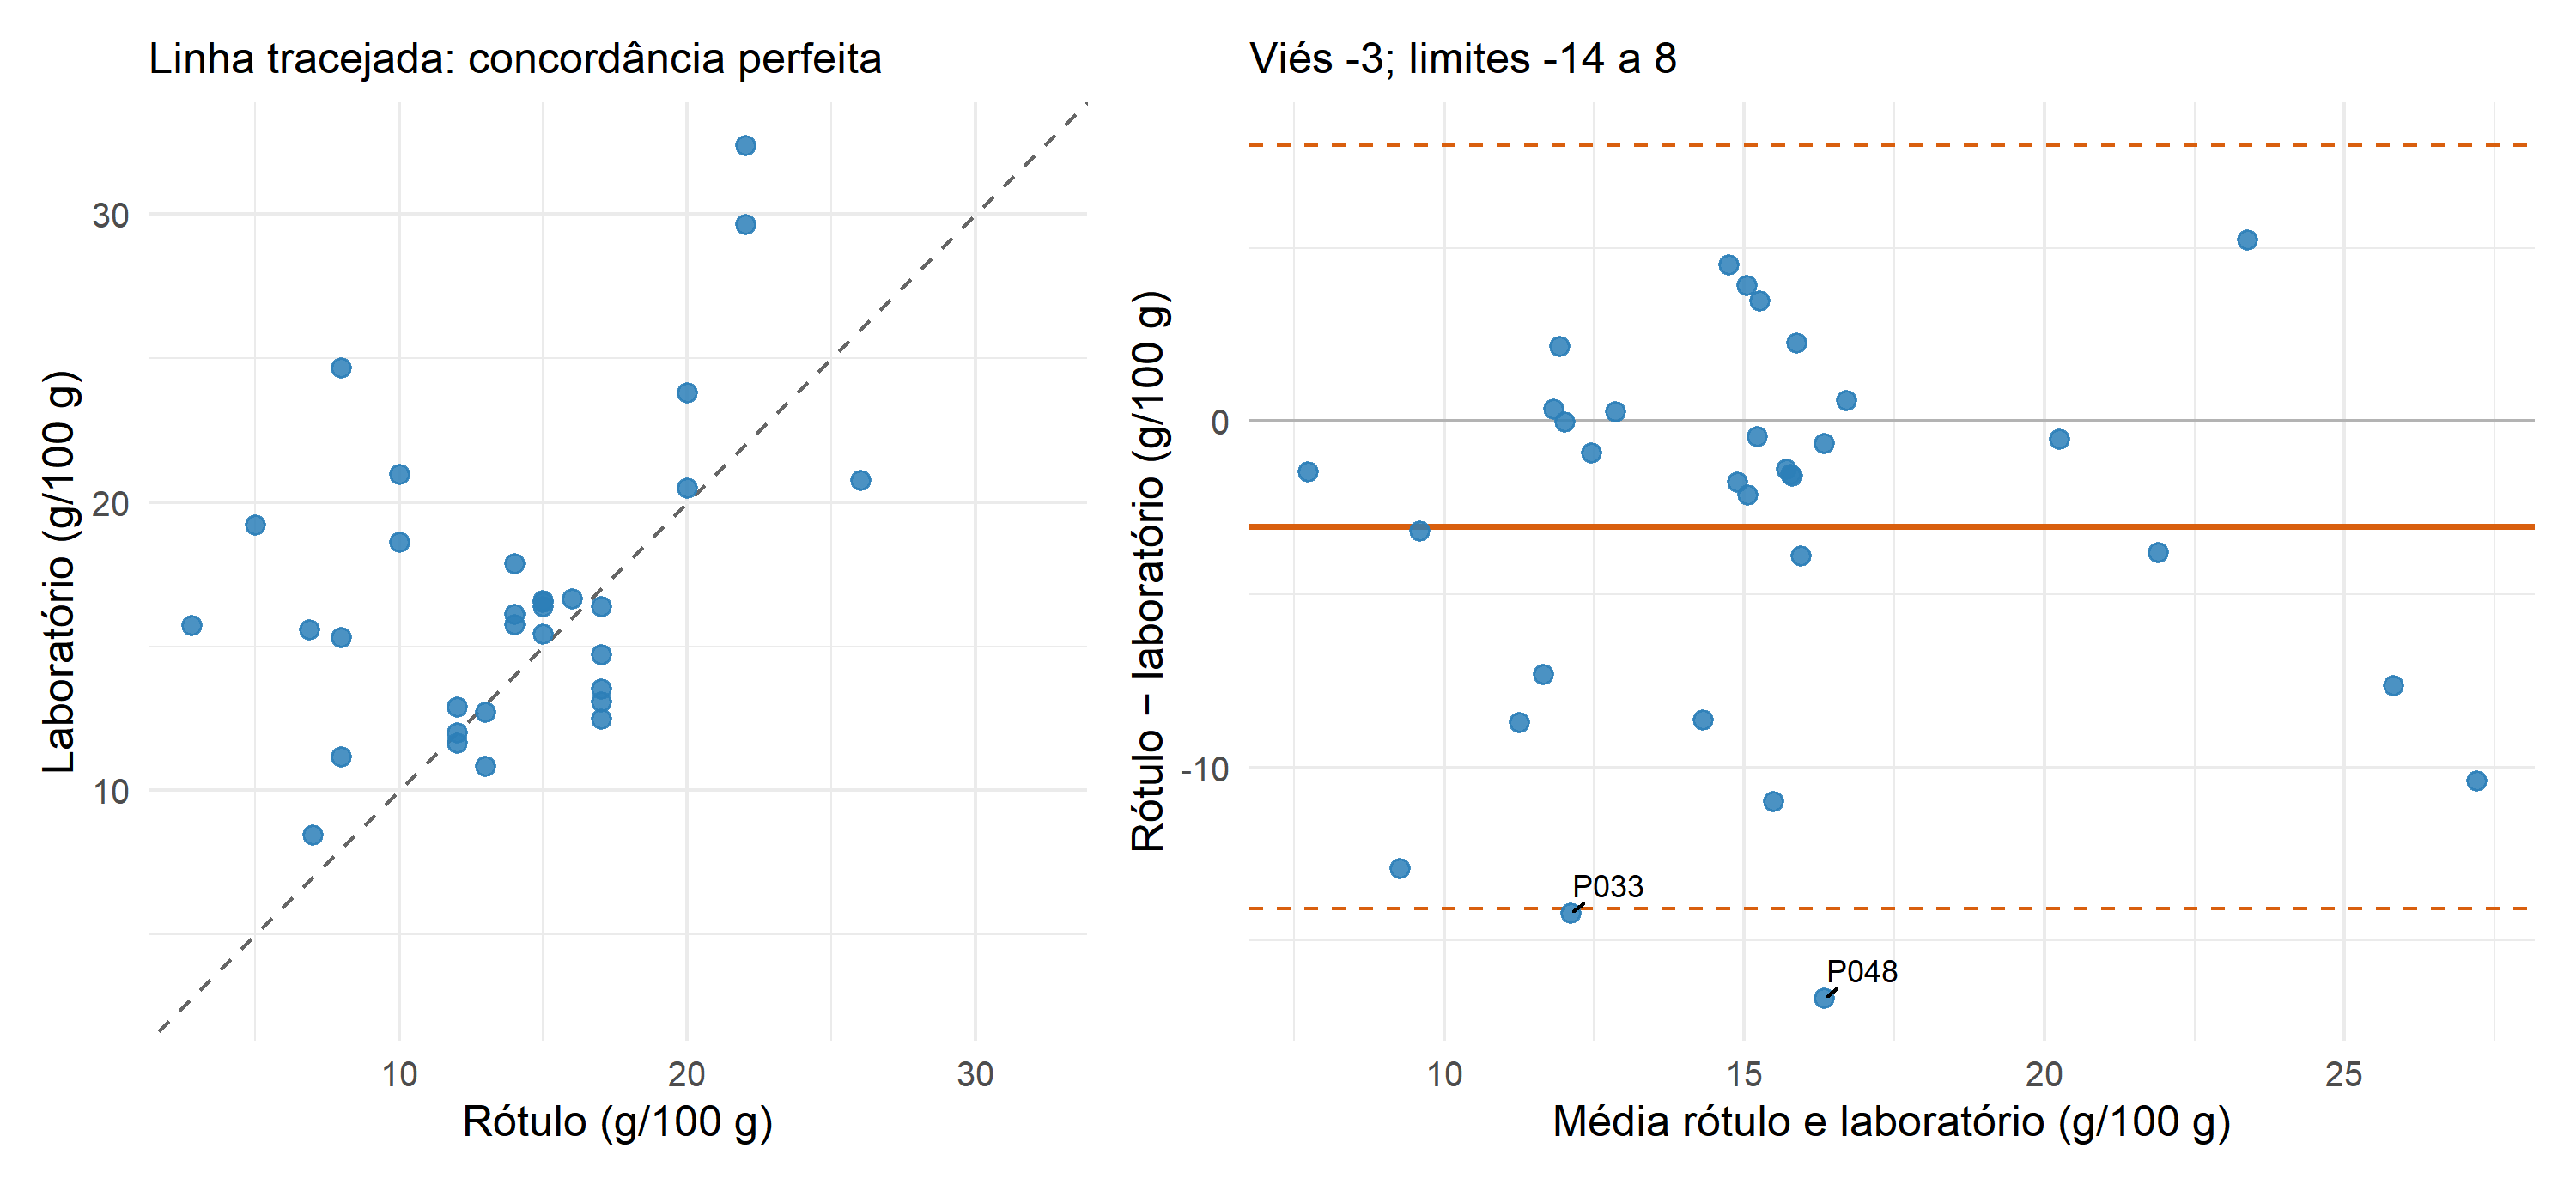 Linha tracejada: concordância perfeita
Laboratório (g/100 g)
30
20
10
10 20 30
Rótulo (g/100 g)
Viés -3; limites -14 a 8
Rótulo – laboratório (g/100 g)
0
-10
P033
P048
10 15 20 25
Média rótulo e laboratório (g/100 g)